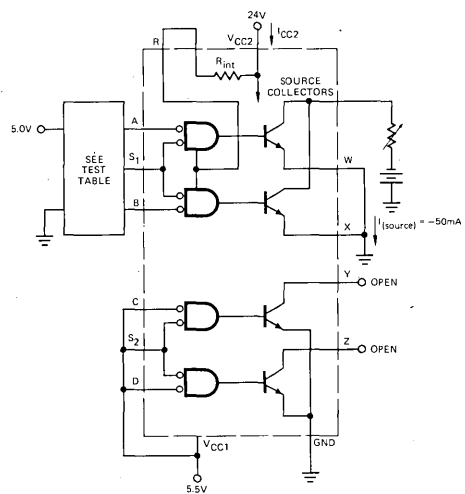 24V
R
VCC2
ICC2
Rint
SOURCE
COLLECTORS
5.0V
A
SEE
TEST
TABLE
S1
W
B
X
I(source) = -50mA
Y
OPEN
C
S2
Z
OPEN
D
VCC1
GND
5.5V